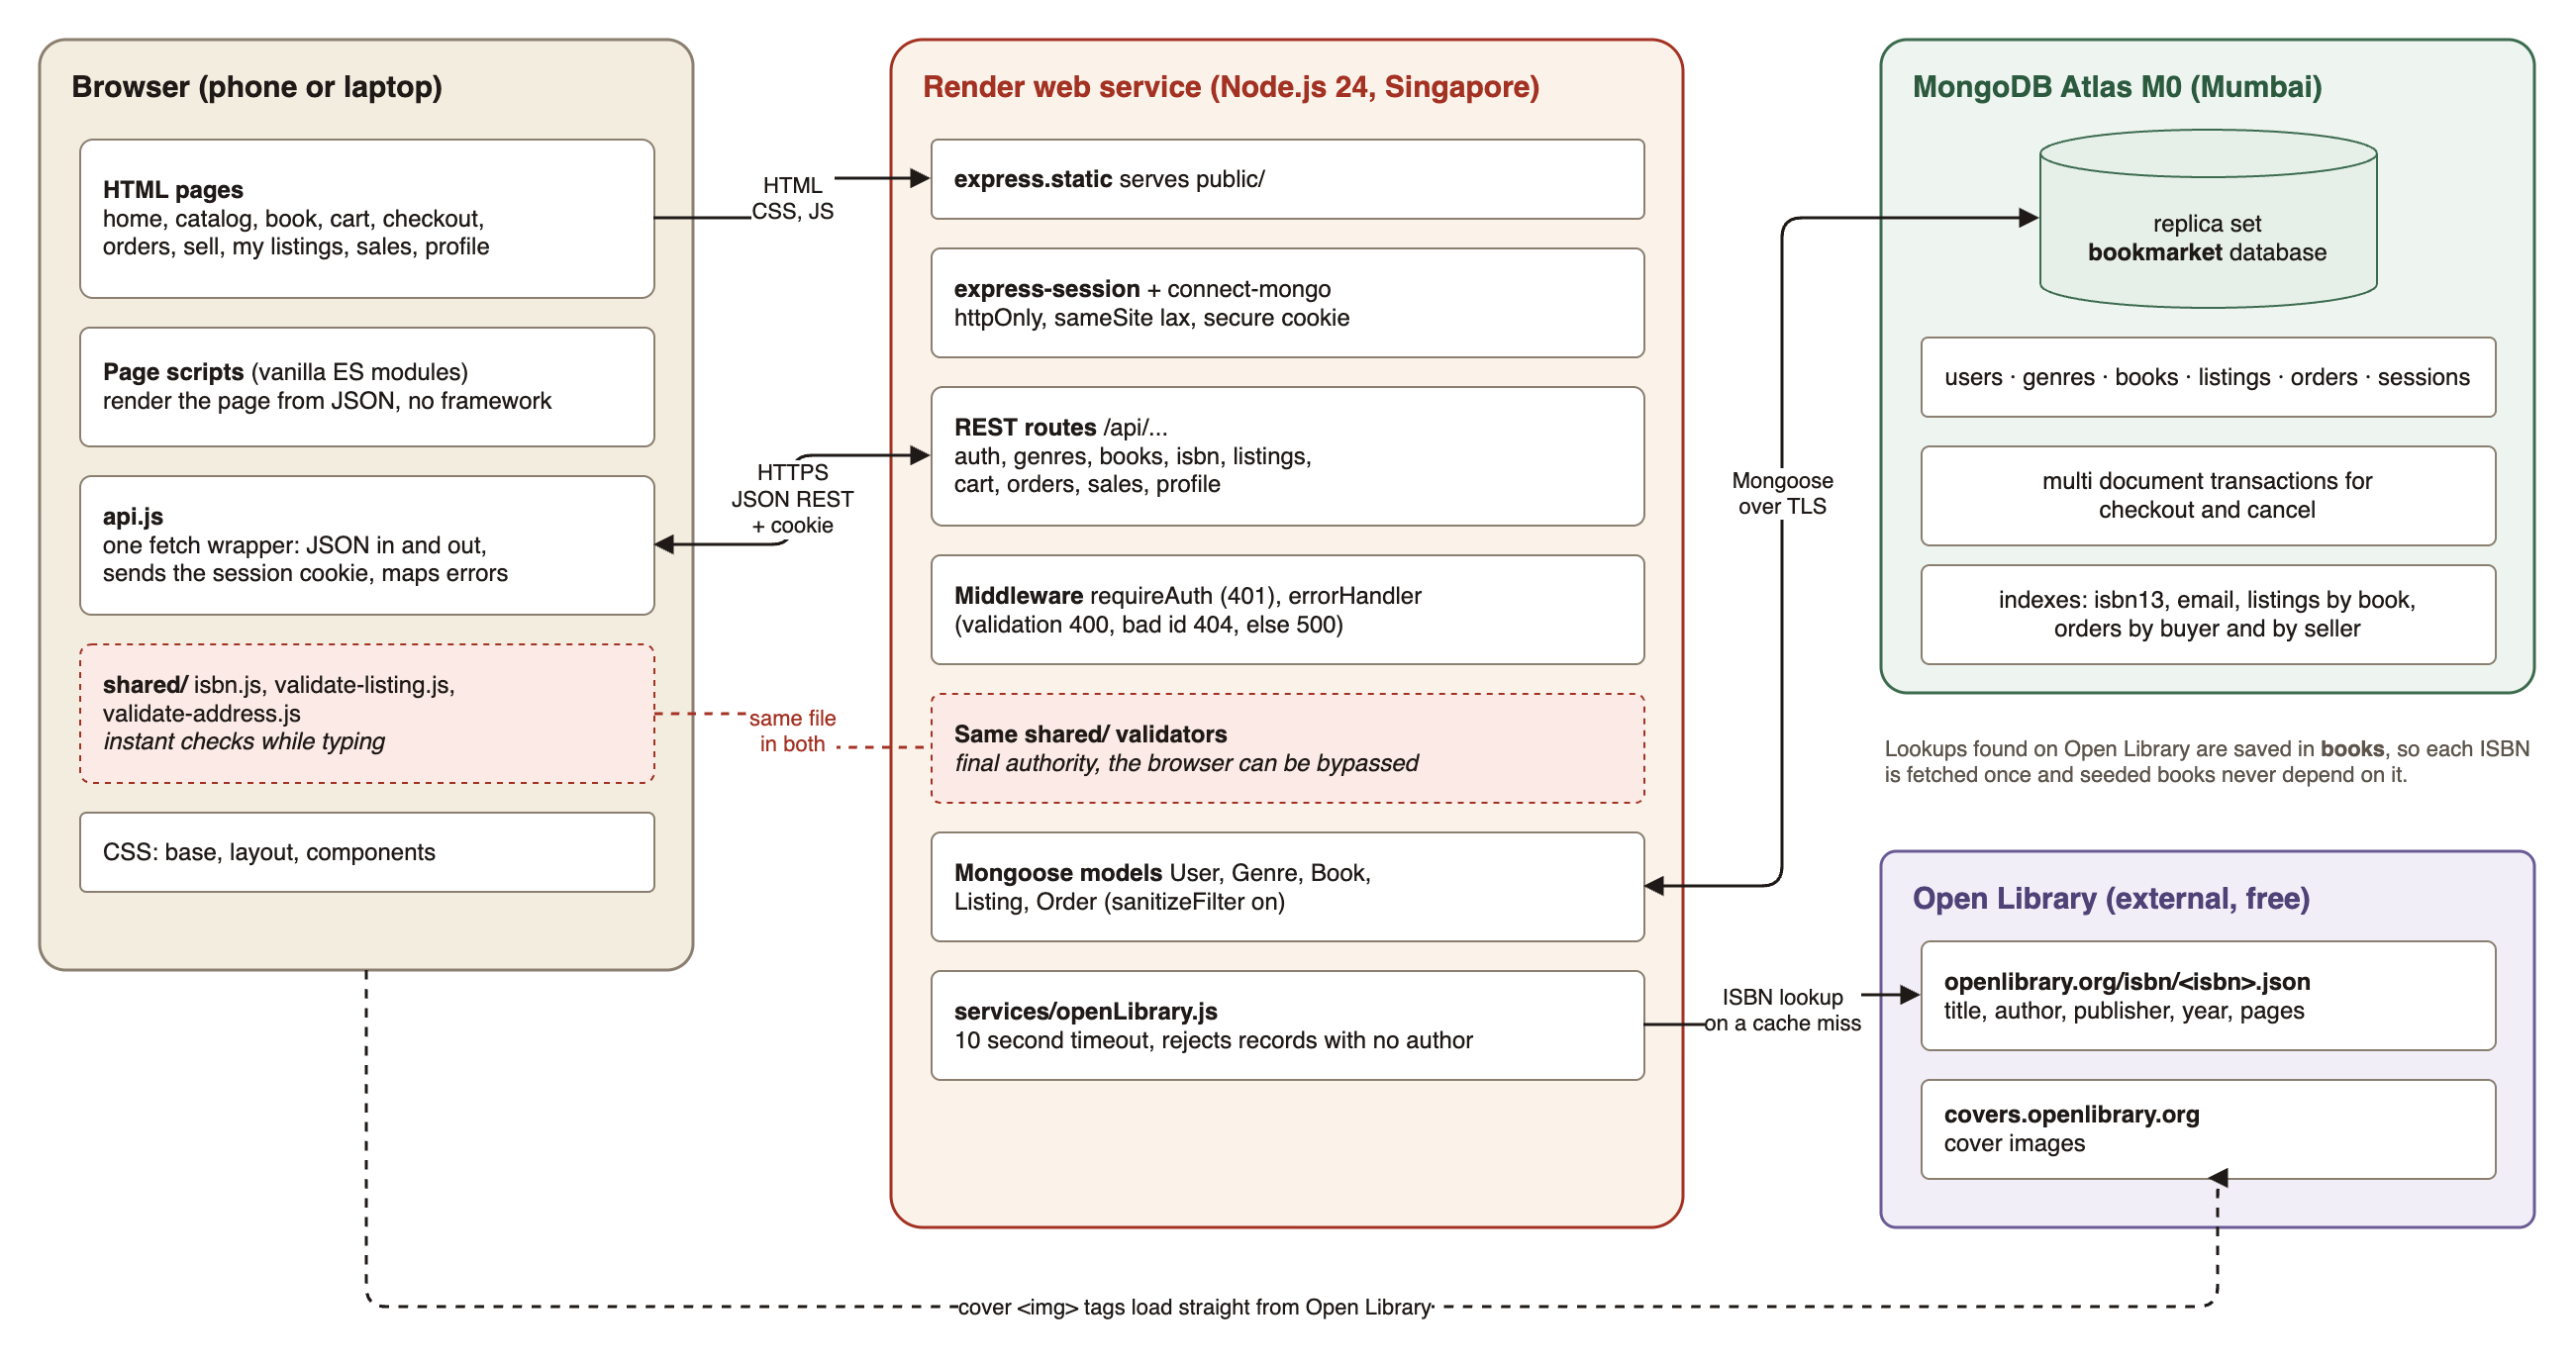 Browser (phone or laptop)
HTML pages
home, catalog, book, cart, checkout,
orders, sell, my listings, sales, profile
Page scripts (vanilla ES modules)
render the page from JSON, no framework
api.js
one fetch wrapper: JSON in and out,
sends the session cookie, maps errors
shared/ isbn.js, validate-listing.js,
validate-address.js
instant checks while typing
CSS: base, layout, components
HTML
CSS, JS
HTTPS
JSON REST
+ cookie
same file
in both
Render web service (Node.js 24, Singapore)
express.static serves public/
express-session + connect-mongo
httpOnly, sameSite lax, secure cookie
REST routes /api/...
auth, genres, books, isbn, listings,
cart, orders, sales, profile
Middleware requireAuth (401), errorHandler
(validation 400, bad id 404, else 500)
Same shared/ validators
final authority, the browser can be bypassed
Mongoose models User, Genre, Book,
Listing, Order (sanitizeFilter on)
services/openLibrary.js
10 second timeout, rejects records with no author
Mongoose
over TLS
ISBN lookup
on a cache miss
MongoDB Atlas M0 (Mumbai)
replica set
bookmarket database
users · genres · books · listings · orders · sessions
multi document transactions for
checkout and cancel
indexes: isbn13, email, listings by book,
orders by buyer and by seller
Lookups found on Open Library are saved in books, so each ISBN
is fetched once and seeded books never depend on it.
Open Library (external, free)
openlibrary.org/isbn/<isbn>.json
title, author, publisher, year, pages
covers.openlibrary.org
cover images
cover <img> tags load straight from Open Library